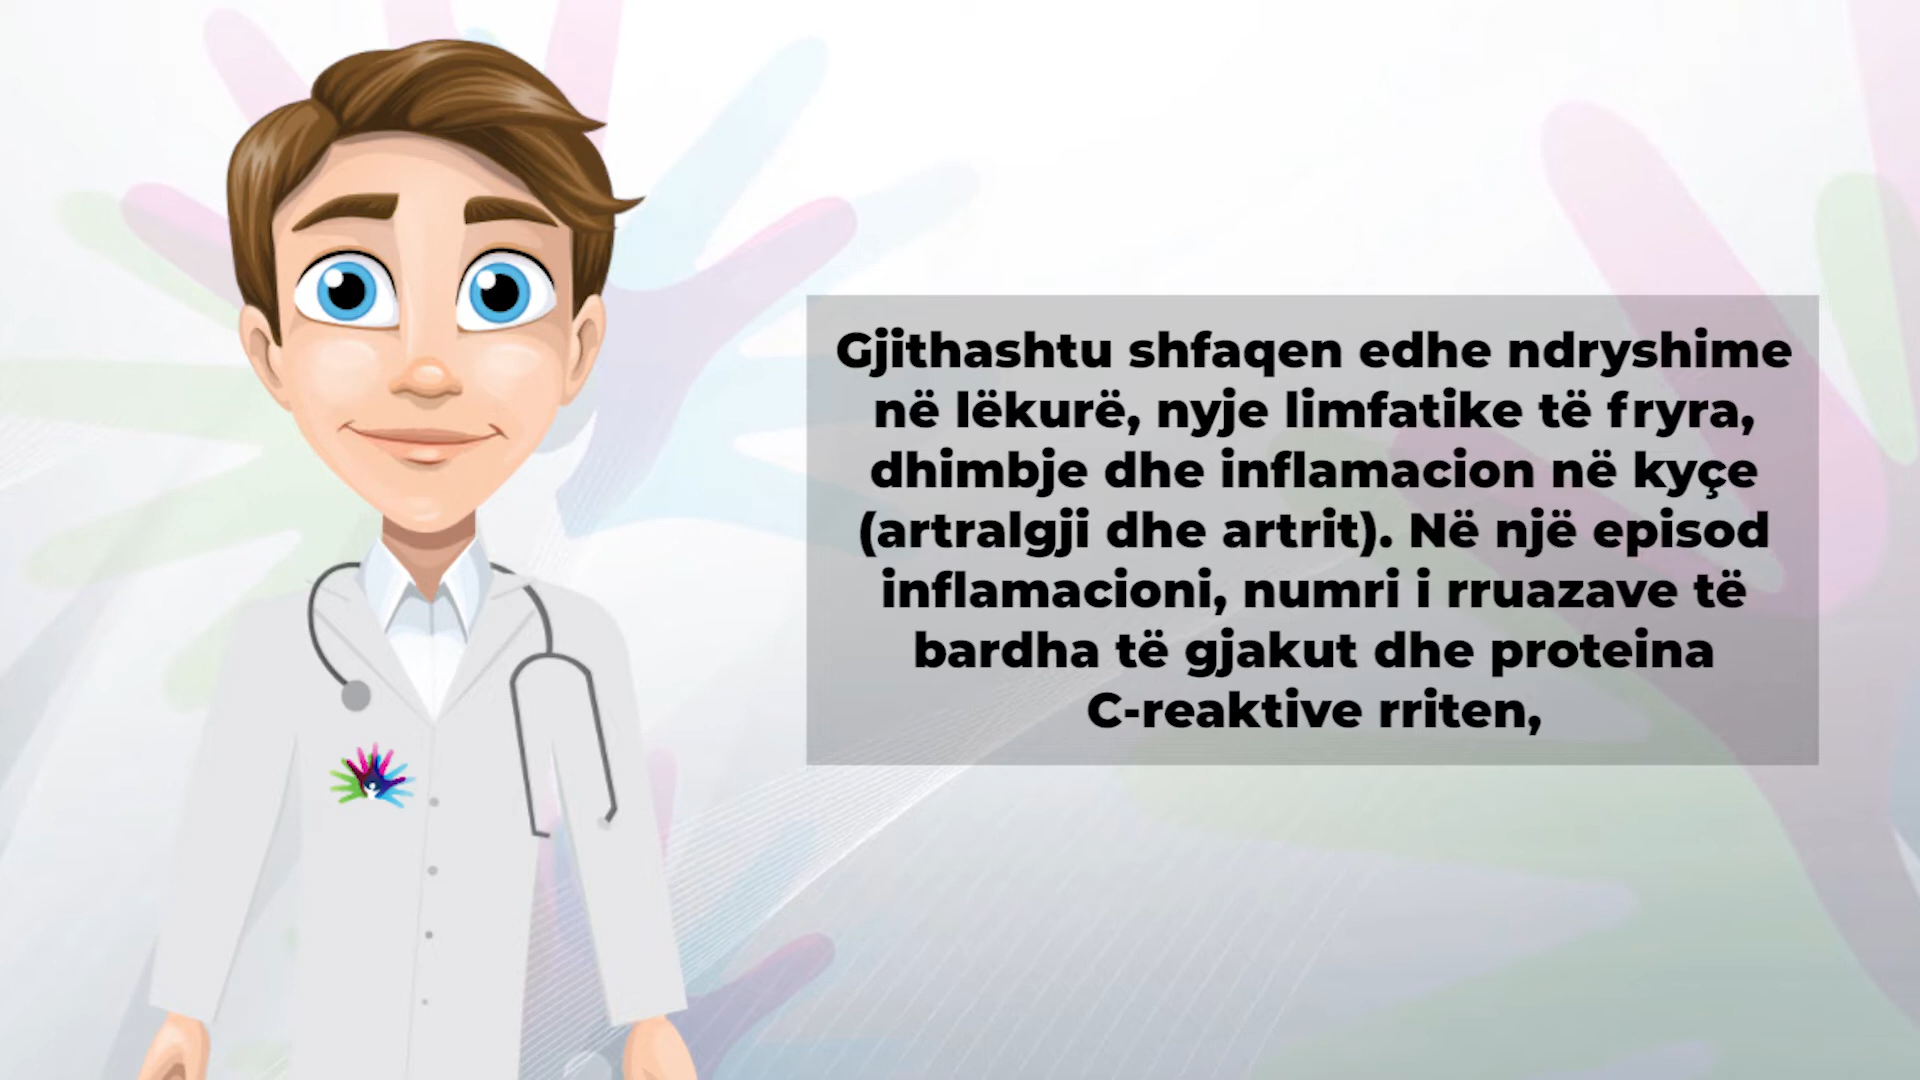 Gjithashtu shfaqen edhe ndryshime
në lëkurë, nyje limfatike të fryra,
dhimbje dhe inflamacion në kyçe
(artralgji dhe artrit). Në një episod
inflamacioni, numri i rruazave të
bardha të gjakut dhe proteina
C-reaktive rriten,